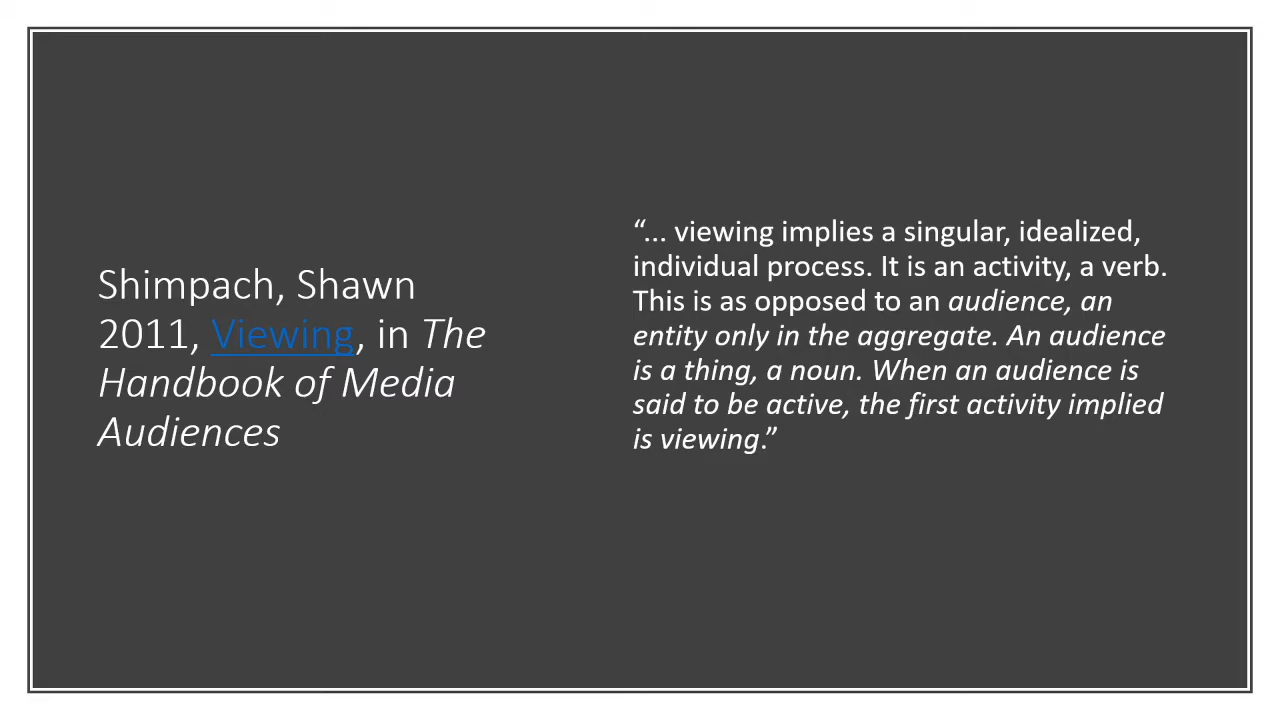 Shimpach, Shawn
2011, Viewing, in The
Handbook of Media
Audiences
“... viewing implies a singular, idealized,
individual process. It is an activity, a verb.
This is as opposed to an audience, an
entity only in the aggregate. An audience
is a thing, a noun. When an audience is
said to be active, the first activity implied
is viewing.”